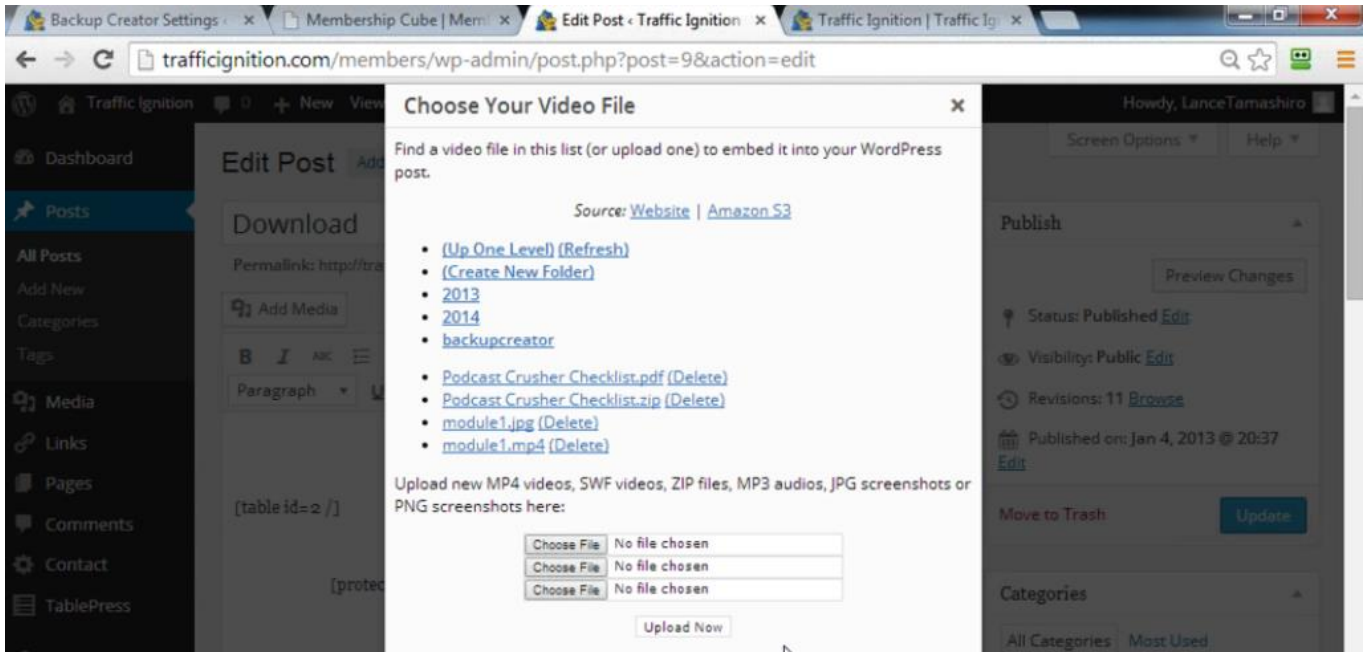 Backup Creator Settings
Membership Cube | Mem
Edit Post ‹ Traffic Ignition
Traffic Ignition | Traffic Ig
trafficignition.com/members/wp-admin/post.php?post=9&action=edit
Traffic Ignition 0 + New View
Howdy, LanceTamashiro
Screen Options
Help
Dashboard
Posts
All Posts
Add New
Categories
Tags
Media
Links
Pages
Comments
Contact
TablePress
Edit Post Add
Download
Permalink: http://tra
Add Media
B I ABC
Paragraph U
[table id=2 /]
[protec
Choose Your Video File
Find a video file in this list (or upload one) to embed it into your WordPress
post.
Source: Website | Amazon S3
(Up One Level) (Refresh)
(Create New Folder)
2013
2014
backupcreator
Podcast Crusher Checklist.pdf (Delete)
Podcast Crusher Checklist.zip (Delete)
module1.jpg (Delete)
module1.mp4 (Delete)
Upload new MP4 videos, SWF videos, ZIP files, MP3 audios, JPG screenshots or
PNG screenshots here:
Choose File No file chosen
Choose File No file chosen
Choose File No file chosen
Upload Now
Publish
Preview Changes
Status: Published Edit
Visibility: Public Edit
Revisions: 11 Browse
Published on: Jan 4, 2013 @ 20:37
Edit
Move to Trash
Update
Categories
All Categories Most Used